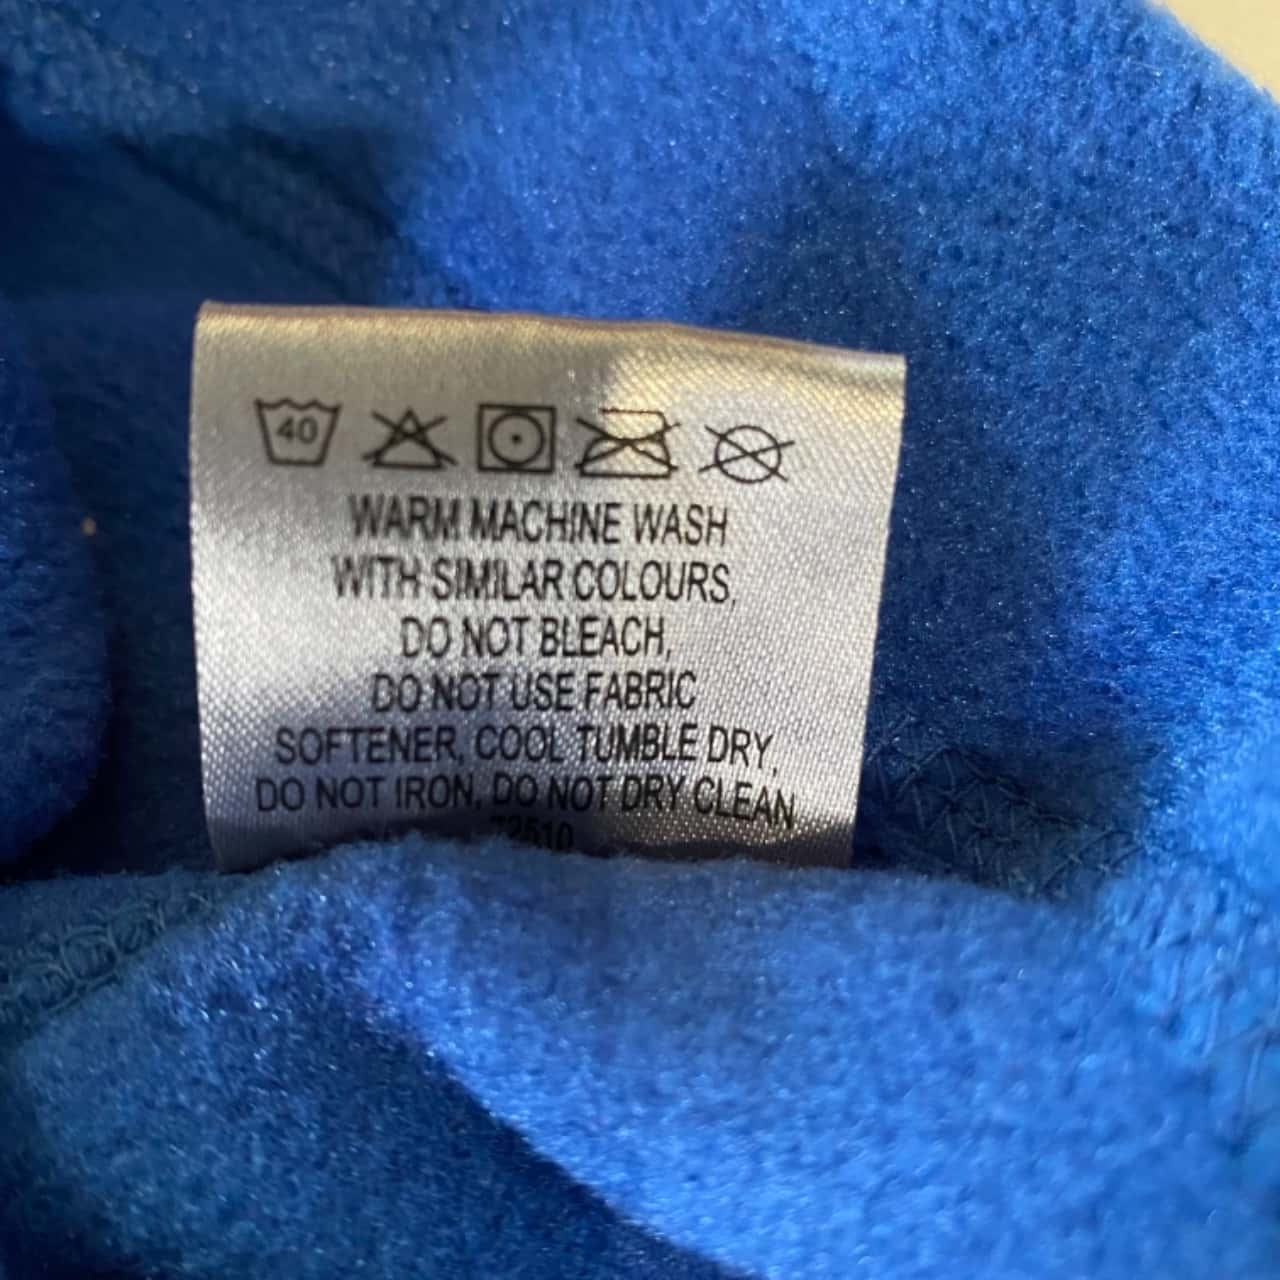 40
WARM MACHINE WASH
WITH SIMILAR COLOURS,
DO NOT BLEACH,
DO NOT USE FABRIC
SOFTENER, COOL TUMBLE DRY,
DO NOT IRON, DO NOT DRY CLEAN
72510